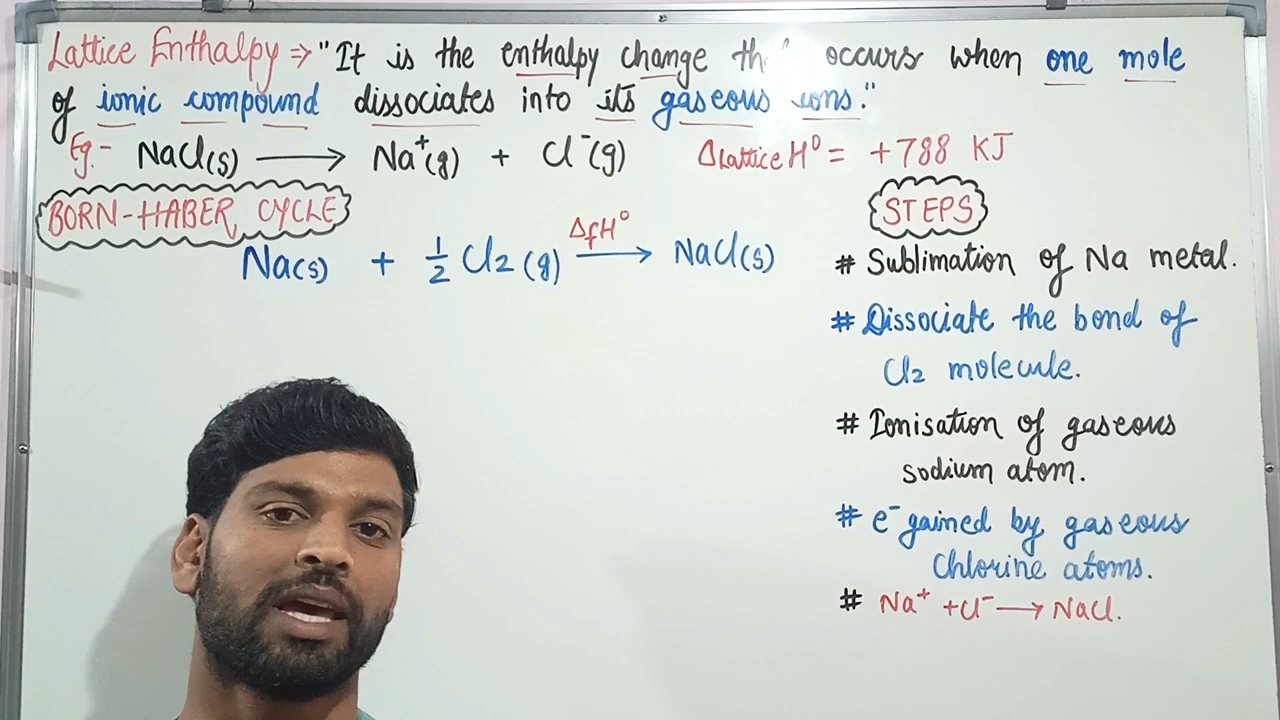 Lattice Enthalpy ⇒ "It is the enthalpy change occurs when one mole
of ionic compound dissociates into its gaseous ions."
Eg.- NaCl(s) ⟶ Na⁺(g) + Cl⁻(g) ΔLattice H⁰ = +788 KJ
BORN-HABER CYCLE
STEPS
ΔfH⁰
Na(s) + ½ Cl₂ (g) ⟶ NaCl(s)
# Sublimation of Na metal.
# Dissociate the bond of
Cl₂ molecule.
# Ionisation of gaseous
sodium atom.
# e⁻ gained by gaseous
Chlorine atoms.
# Na⁺ + Cl⁻ ⟶ NaCl.